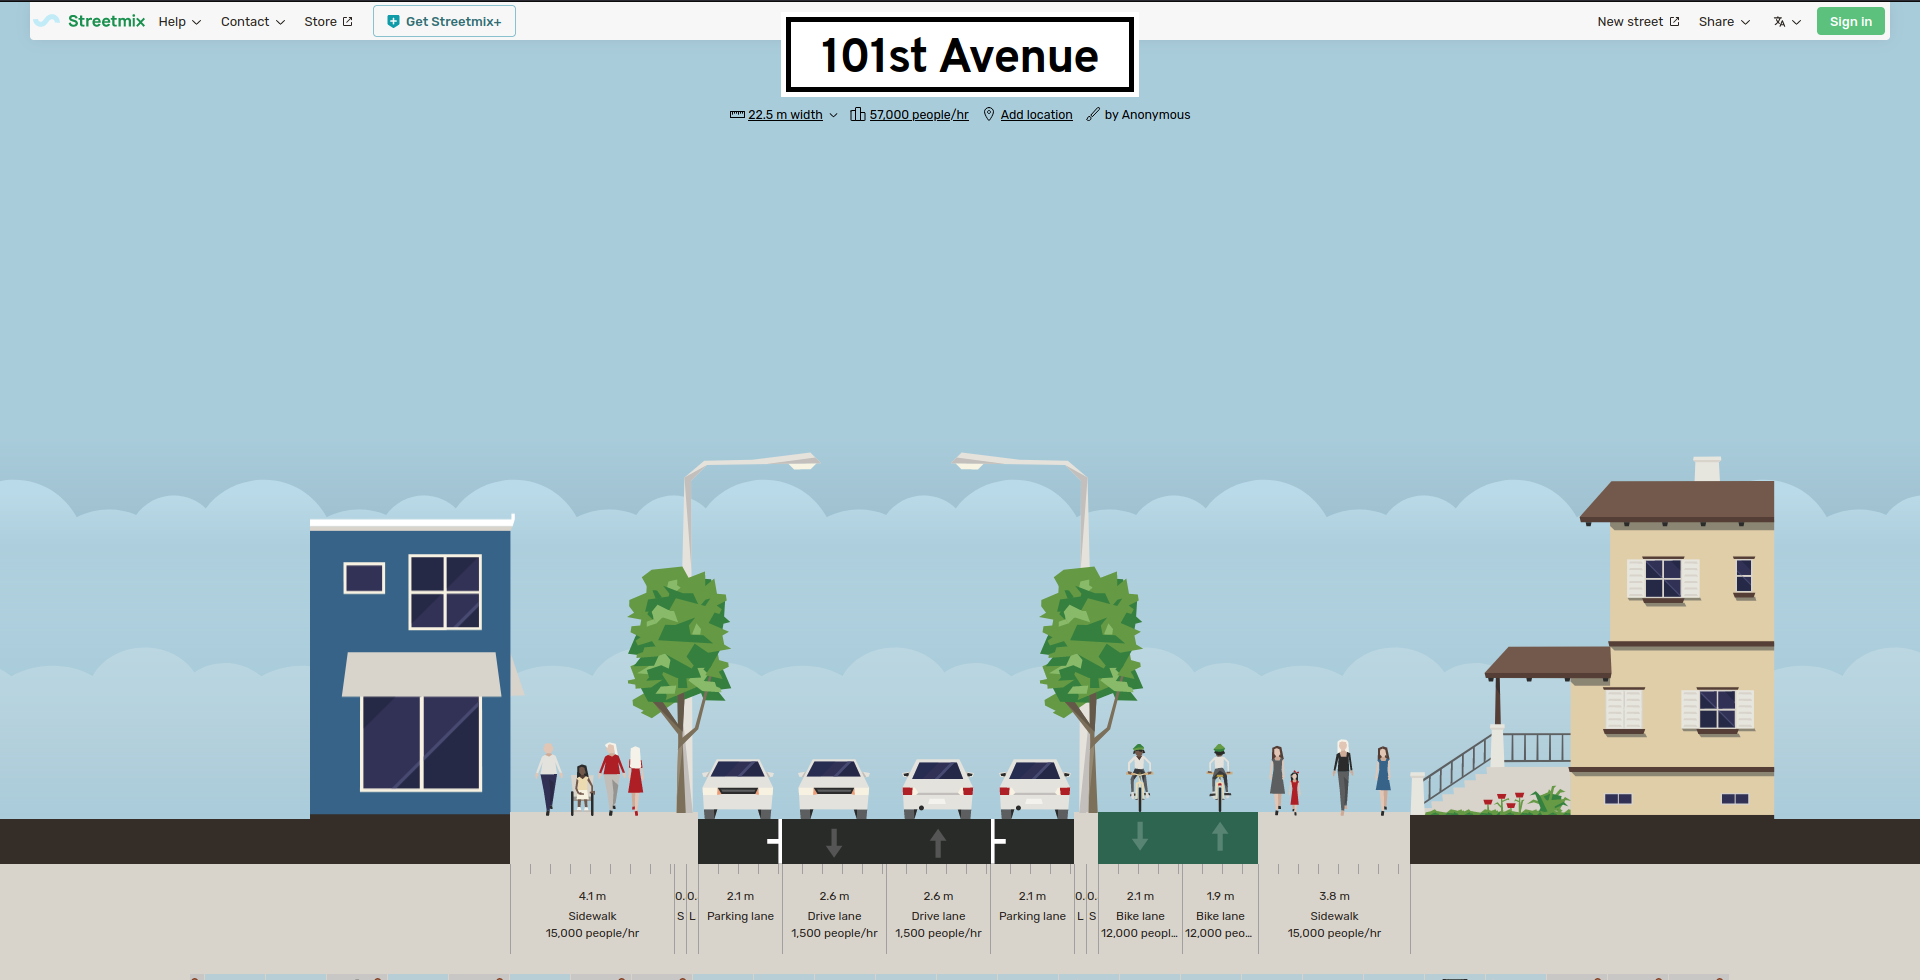 Streetmix Help Contact Store Get Streetmix+ New street Share Sign in
101st Avenue
22.5 m width 57,000 people/hr Add location by Anonymous
4.1 m 0. 0. 2.1 m 2.6 m 2.6 m 2.1 m 0. 0. 2.1 m 1.9 m 3.8 m
Sidewalk S L Parking lane Drive lane Drive lane Parking lane L S Bike lane Bike lane Sidewalk
15,000 people/hr 1,500 people/hr 1,500 people/hr 12,000 peopl... 12,000 peo... 15,000 people/hr